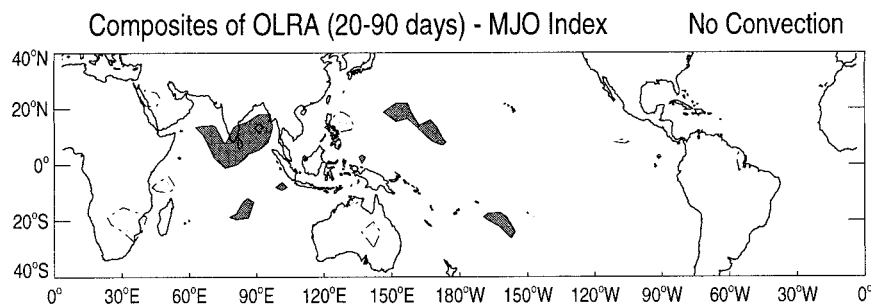 Composites of OLRA (20-90 days) - MJO Index No Convection
40°N
20°N
0°
20°S
40°S
0° 30°E 60°E 90°E 120°E 150°E 180° 150°W 120°W 90°W 60°W 30°W 0°